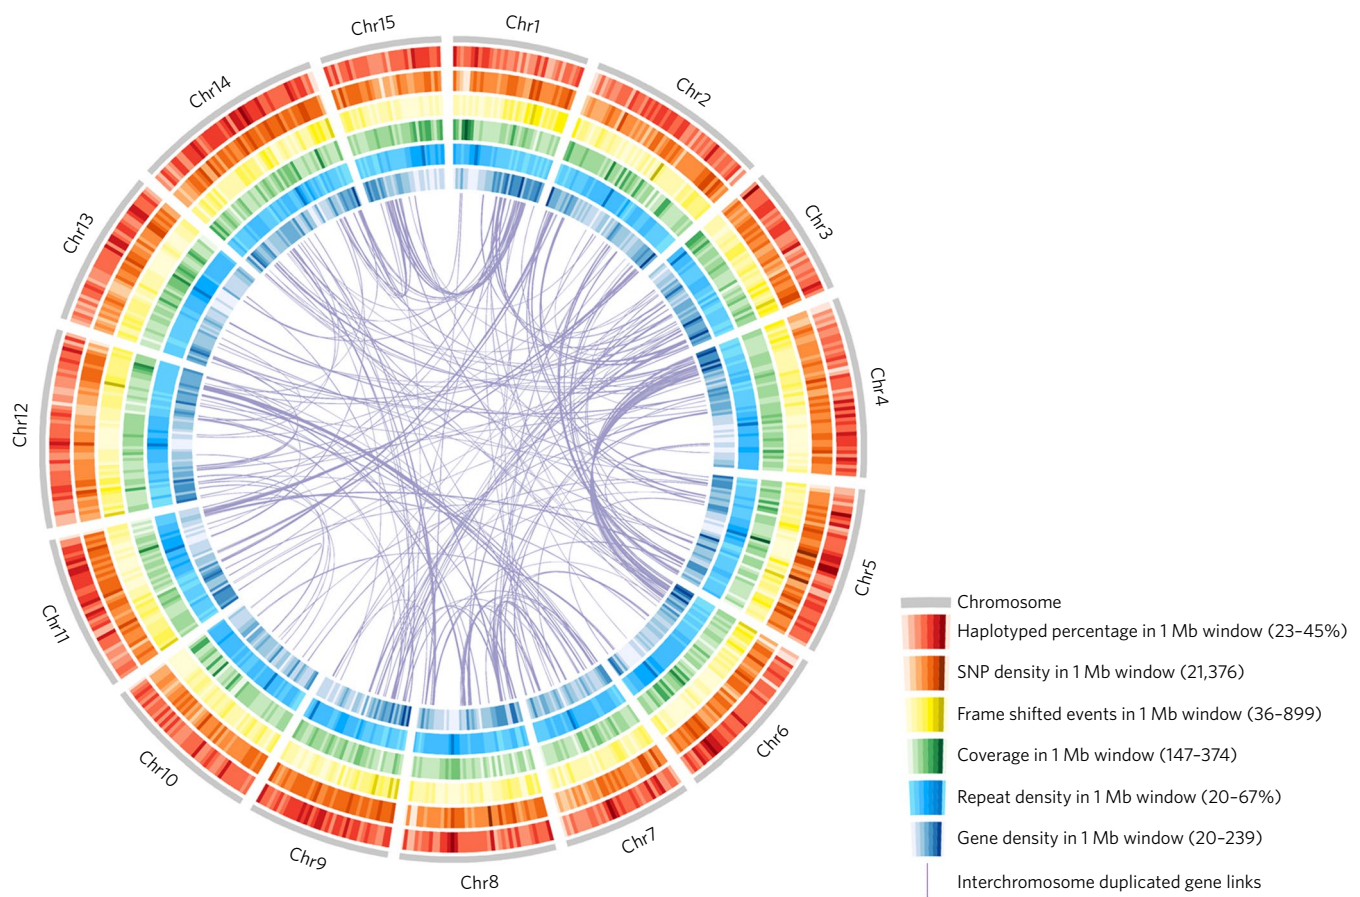 Chr1
Chr2
Chr3
Chr4
Chr5
Chr6
Chr7
Chr8
Chr9
Chr10
Chr11
Chr12
Chr13
Chr14
Chr15
Chromosome
Haplotyped percentage in 1 Mb window (23–45%)
SNP density in 1 Mb window (21,376)
Frame shifted events in 1 Mb window (36–899)
Coverage in 1 Mb window (147–374)
Repeat density in 1 Mb window (20–67%)
Gene density in 1 Mb window (20–239)
Interchromosome duplicated gene links